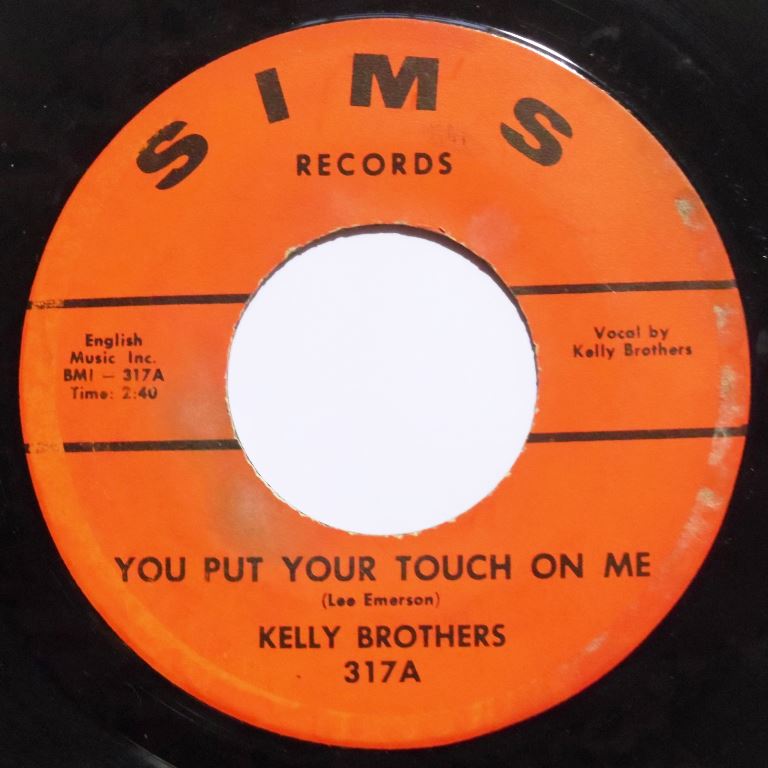 SIMS
RECORDS
English
Music Inc.
BMI — 317A
Time: 2:40
Vocal by
Kelly Brothers
YOU PUT YOUR TOUCH ON ME
(Lee Emerson)
KELLY BROTHERS
317A